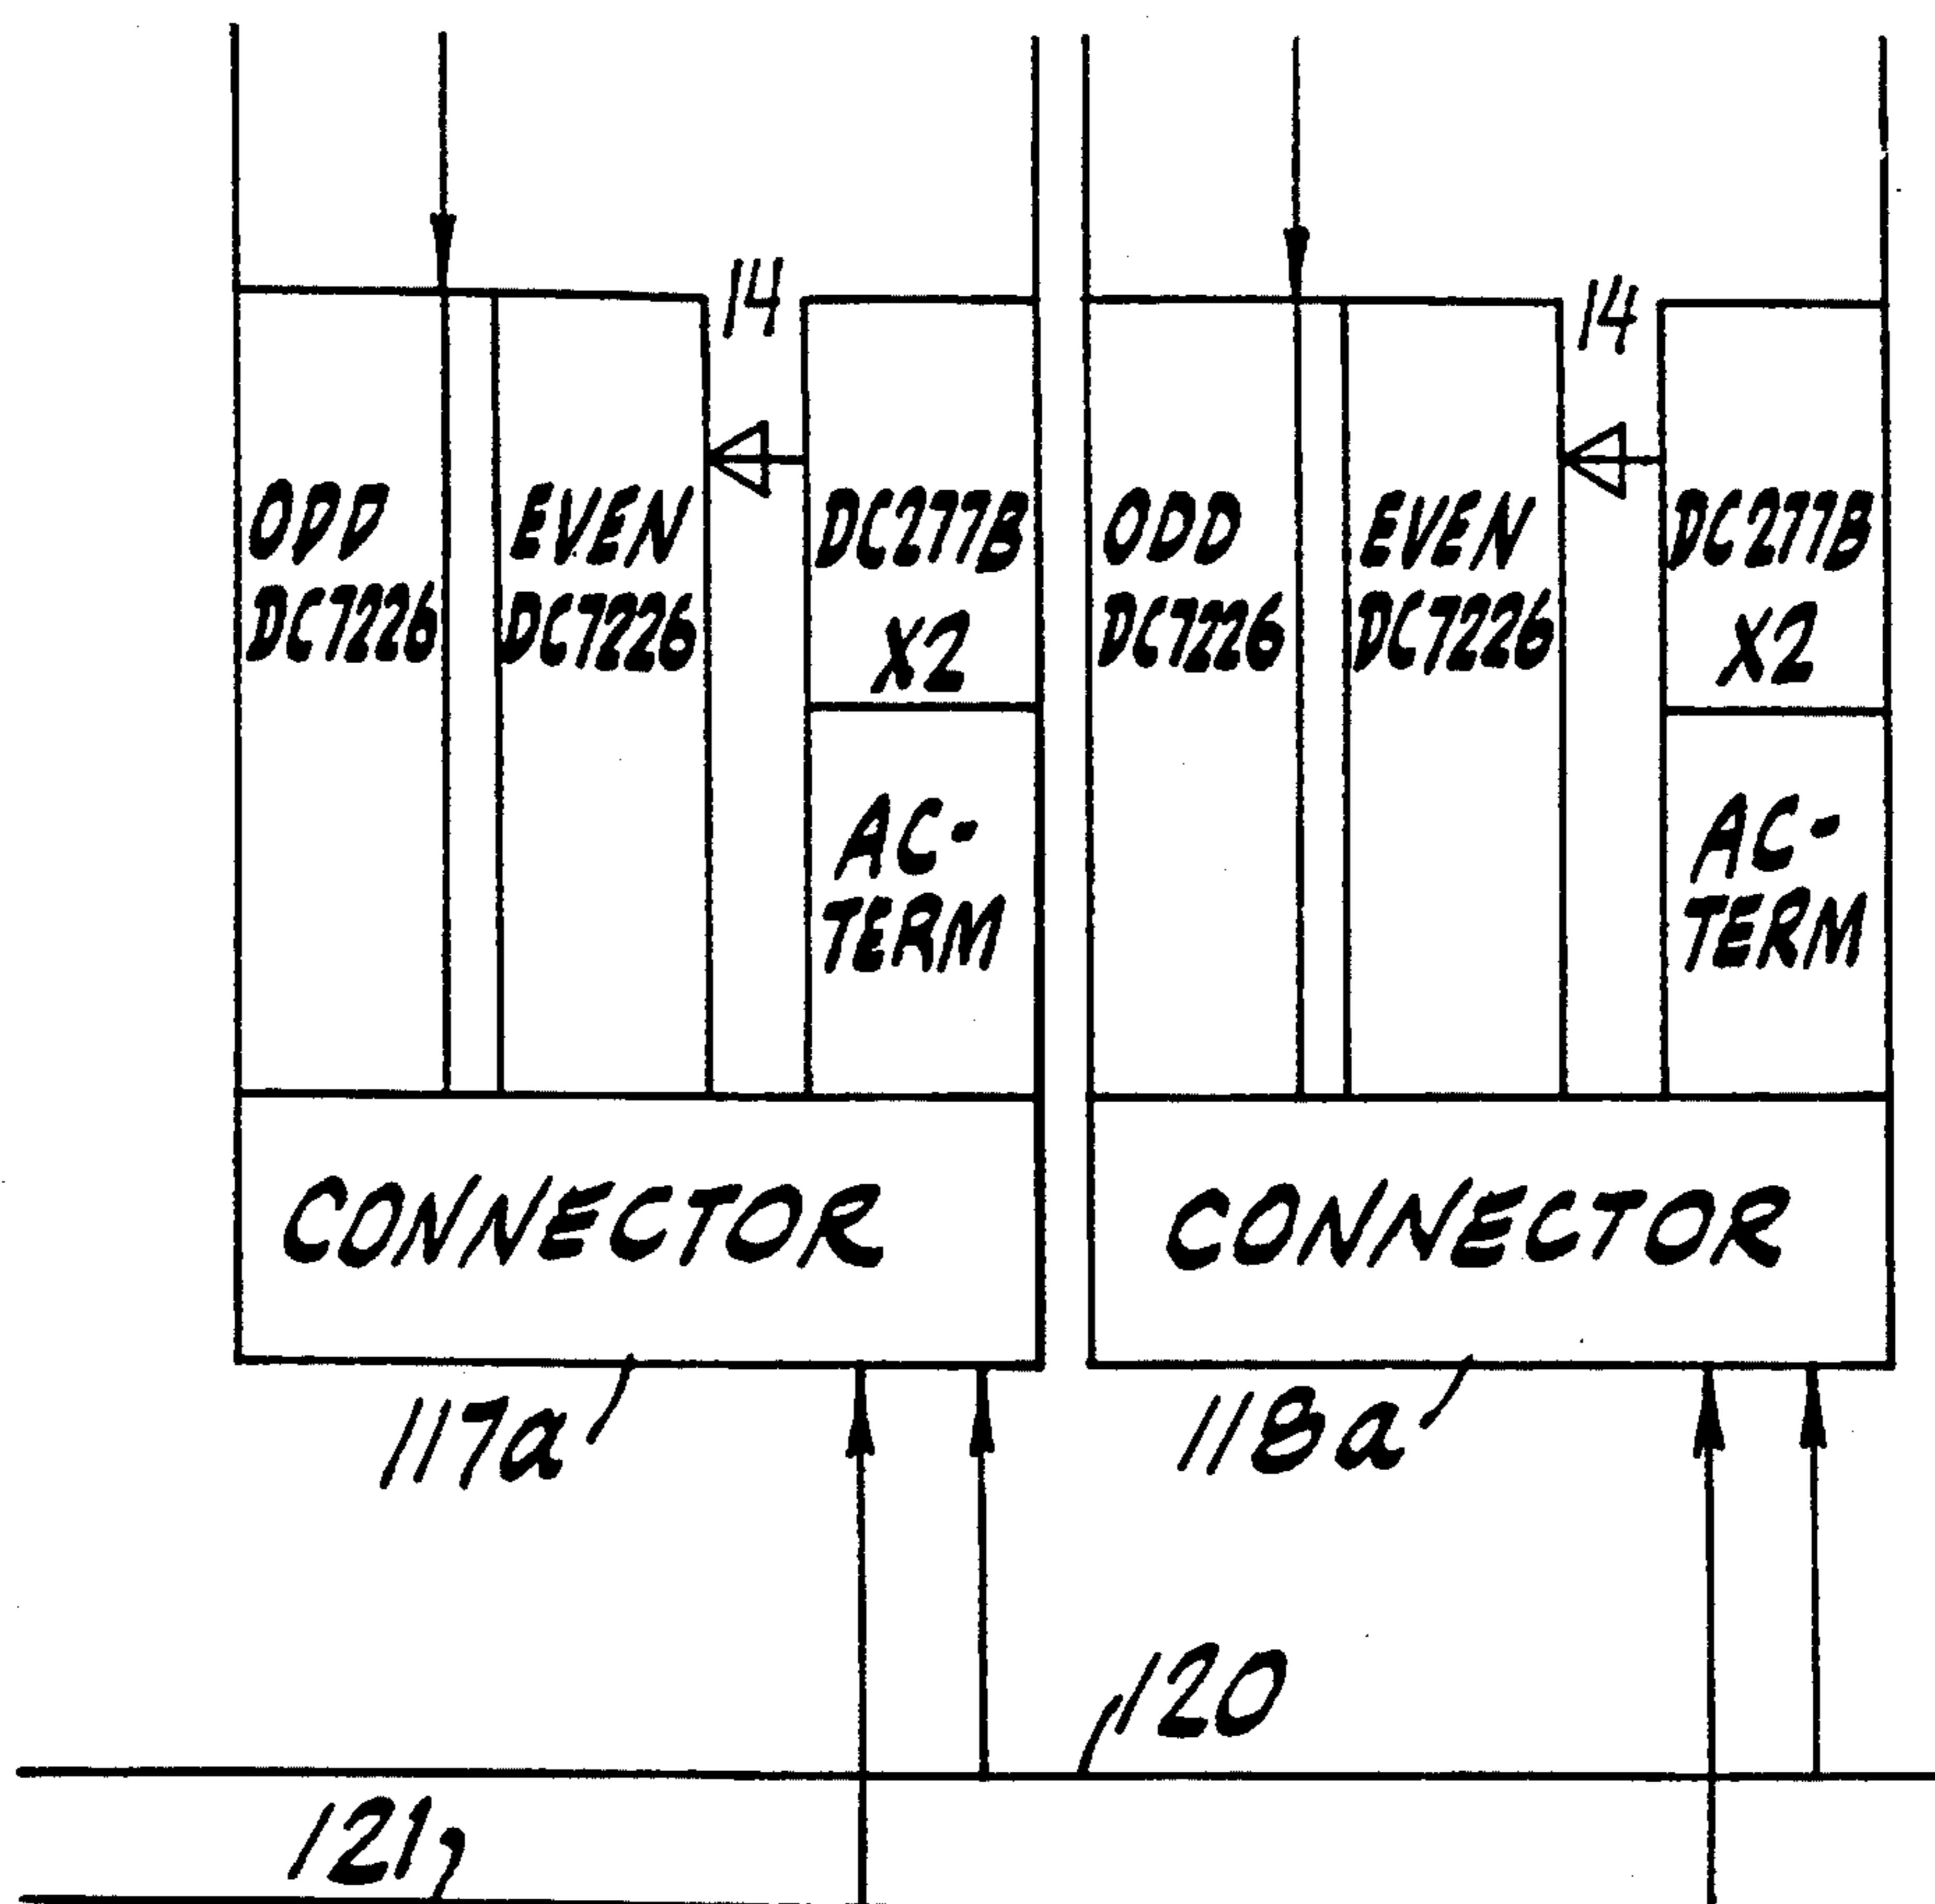 14
14
ODD
DC7226
EVEN
DC7226
DC277B
X2
ODD
DC7226
EVEN
DC7226
DC277B
X2
AC-
TERM
AC-
TERM
CONNECTOR
CONNECTOR
117a
118a
120
121